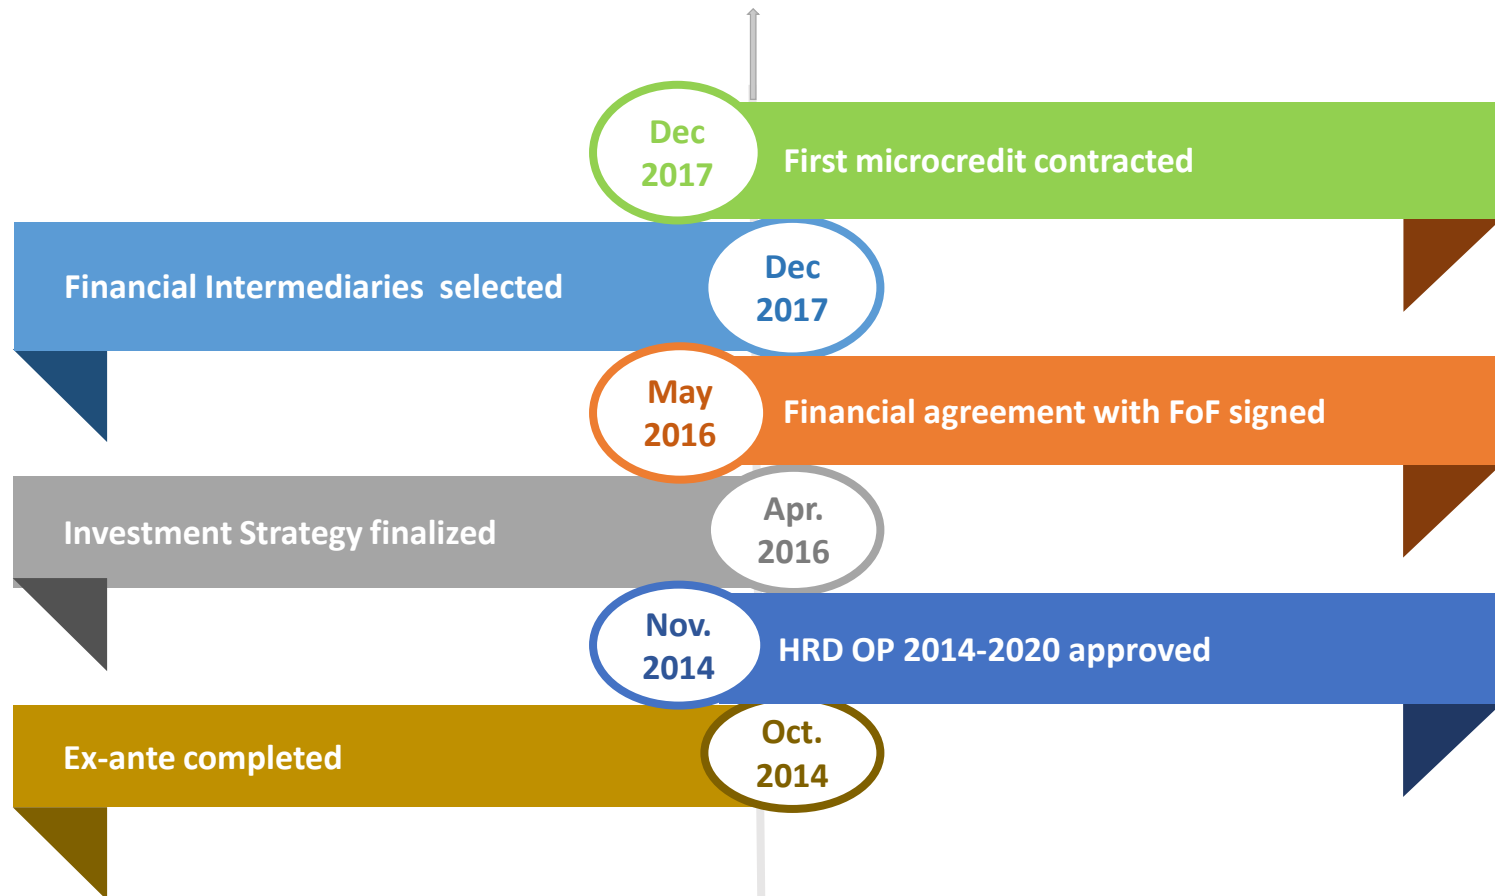 Dec
2017
First microcredit contracted
Financial Intermediaries  selected
Dec
2017
May
2016
Financial agreement with FoF signed
Investment Strategy finalized
Apr.
2016
Nov.
2014
HRD OP 2014-2020 approved
Ex-ante completed
Oct.
2014